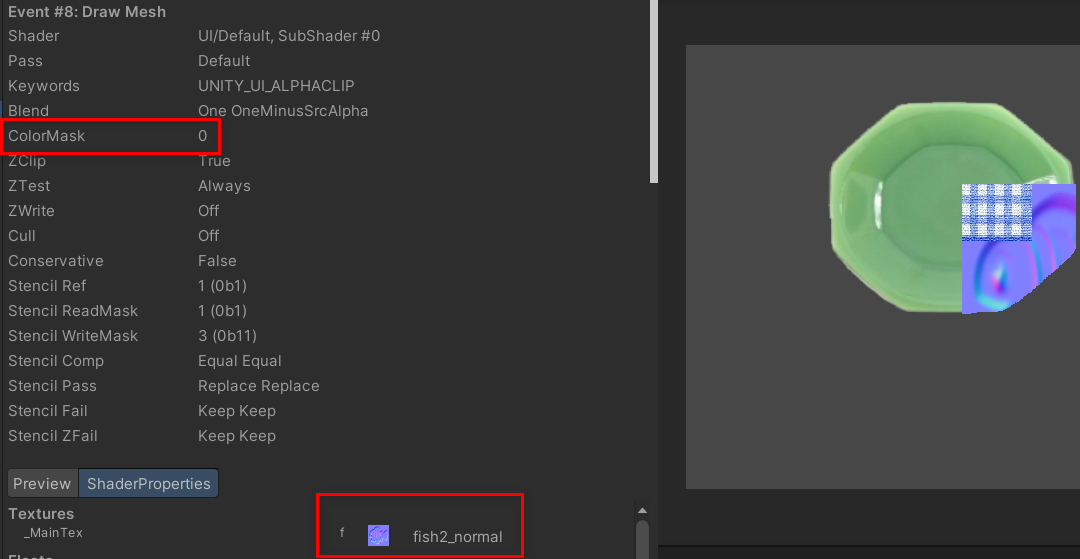 Event #8: Draw Mesh
Shader UI/Default, SubShader #0
Pass Default
Keywords UNITY_UI_ALPHACLIP
Blend One OneMinusSrcAlpha
ColorMask 0
ZClip True
ZTest Always
ZWrite Off
Cull Off
Conservative False
Stencil Ref 1 (0b1)
Stencil ReadMask 1 (0b1)
Stencil WriteMask 3 (0b11)
Stencil Comp Equal Equal
Stencil Pass Replace Replace
Stencil Fail Keep Keep
Stencil ZFail Keep Keep
Preview ShaderProperties
Textures
_MainTex f fish2_normal